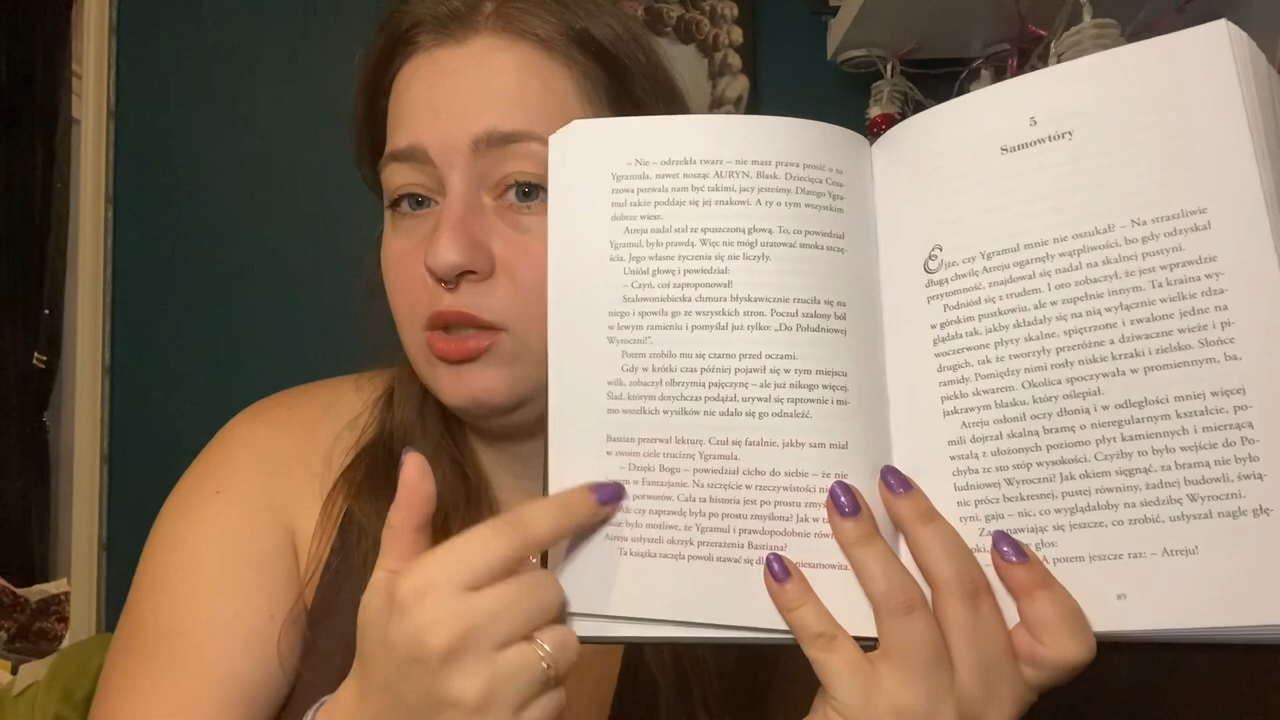 – Nie – odrzekła twarz – nie masz prawa prosić o to
Ygramula, nawet nosząc AURYN, Blask. Dziecięca Cesa-
rzowa pozwala nam być takimi, jacy jesteśmy. Dlatego Ygra-
mul także poddaje się jej znakowi. A ty o tym wszystkim
dobrze wiesz.
Atreju nadal stał ze spuszczoną głową. To, co powiedział
Ygramul, było prawdą. Więc nie mógł uratować smoka szczę-
ścia. Jego własne życzenia się nie liczyły.
Uniósł głowę i powiedział:
– Czyń, coś zaproponował!
Stalowoniebieska chmura błyskawicznie rzuciła się na
niego i spowiła go ze wszystkich stron. Poczuł szalony ból
w lewym ramieniu i pomyślał już tylko: „Do Południowej
Wyroczni!”.
Potem zrobiło mu się czarno przed oczami.
Gdy w krótki czas później pojawił się w tym miejscu
wilk, zobaczył olbrzymią pajęczynę – ale już nikogo więcej.
Ślad, którym dotychczas podążał, urywał się raptownie i mi-
mo wszelkich wysiłków nie udało się go odnaleźć.
Bastian przerwał lekturę. Czuł się fatalnie, jakby sam miał
w swoim ciele truciznę Ygramula.
– Dzięki Bogu – powiedział cicho do siebie – że nie
w Fantazjanie. Na szczęście w rzeczywistości
potworów. Cała ta historia jest po prostu
Ale czy naprawdę była po prostu zmyślona? Jak w
było możliwe, że Ygramul i prawdopodobnie
Atreju usłyszeli okrzyk przerażenia Bastiana?
Ta książka zaczęła powoli stawać się niesamowita.
5
Samowtóry
Ejże, czy Ygramul mnie nie oszukał? – Na straszliwie
długą chwilę Atreju ogarnęły wątpliwości, bo gdy odzyskał
przytomność, znajdował się nadal na skalnej pustyni.
Podniósł się z trudem. I oto zobaczył, że jest wprawdzie
w górskim pustkowiu, ale w zupełnie innym. Ta kraina wy-
glądała tak, jakby składały się na nią wyłącznie wielkie rdza-
woczerwone płyty skalne, spiętrzone i zwalone jedne na
drugich, tak że tworzyły przeróżne a dziwaczne wieże i pi-
ramidy. Pomiędzy nimi rosły niskie krzaki i zielsko. Słońce
piekło skwarem. Okolica spoczywała w promiennym, ba,
jaskrawym blasku, który oślepiał.
Atreju osłonił oczy dłonią i w odległości mniej więcej
mili dojrzał skalną bramę o nieregularnym kształcie, po-
wstałą z ułożonych poziomo płyt kamiennych i mierzącą
chyba ze sto stóp wysokości. Czyżby to było wejście do Po-
łudniowej Wyroczni? Jak okiem sięgnąć, za bramą nie było
nic prócz bezkresnej, pustej równiny, żadnej budowli, świą-
tyni, gaju – nic, co wyglądałoby na siedzibę Wyroczni.
Zastanawiając się jeszcze, co zrobić, usłyszał nagle głę-
głos:
– A potem jeszcze raz: – Atreju!
89